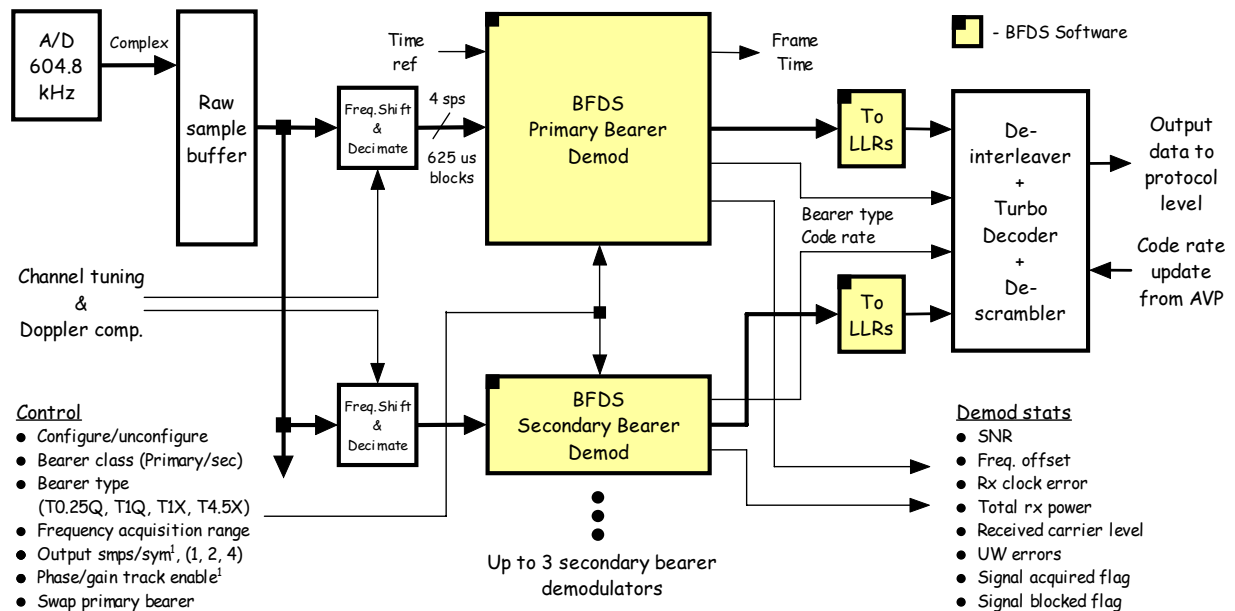 A/D
604.8
kHz
Complex
Raw
sample
buffer
Freq.Shift
&
Decimate
4 sps
625 us
blocks
Time
ref
BFDS
Primary Bearer
Demod
Frame
Time
- BFDS Software
To
LLRs
De-
interleaver
+
Turbo
Decoder
+
De-
scrambler
Output
data to
protocol
level
Code rate
update
from AVP
Bearer type
Code rate
To
LLRs
Channel tuning
&
Doppler comp.
Freq.Shift
&
Decimate
BFDS
Secondary Bearer
Demod
Up to 3 secondary bearer
demodulators
Control
● Configure/unconfigure
● Bearer class (Primary/sec)
● Bearer type
(T0.25Q, T1Q, T1X, T4.5X)
● Frequency acquisition range
● Output smps/sym¹, (1, 2, 4)
● Phase/gain track enable¹
● Swap primary bearer
Demod stats
● SNR
● Freq. offset
● Rx clock error
● Total rx power
● Received carrier level
● UW errors
● Signal acquired flag
● Signal blocked flag